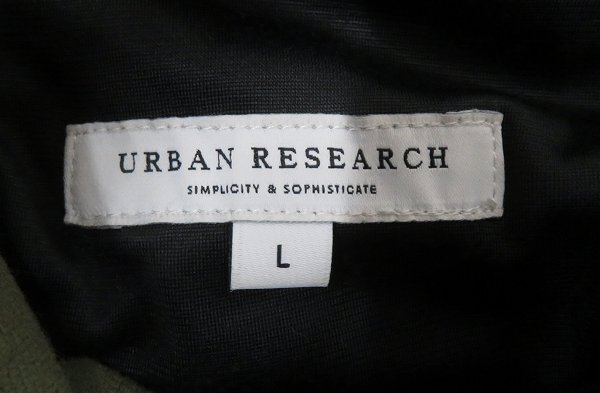 URBAN RESEARCH
SIMPLICITY & SOPHISTICATE
L